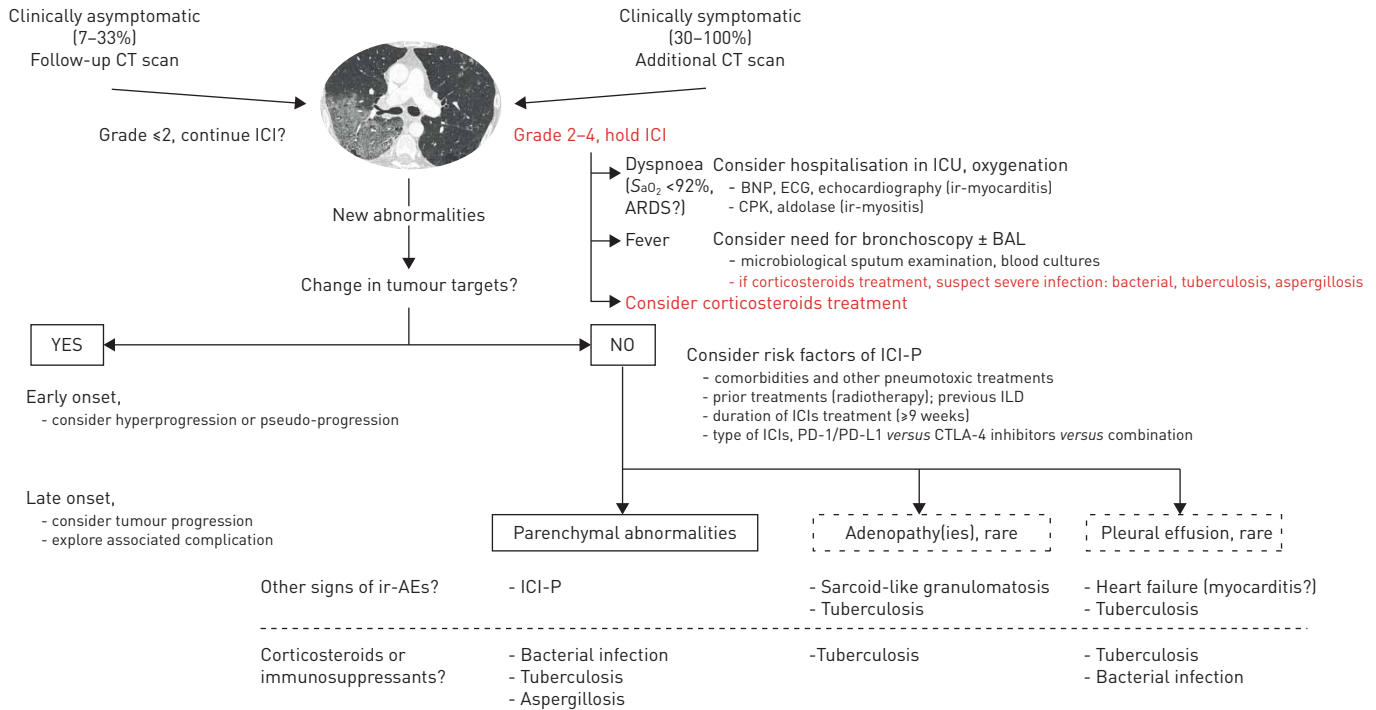 Clinically asymptomatic
(7–33%)
Follow-up CT scan
Clinically symptomatic
(30–100%)
Additional CT scan
Grade ≤2, continue ICI?
Grade 2–4, hold ICI
Dyspnoea
(SaO2 <92%,
ARDS?)
Consider hospitalisation in ICU, oxygenation
- BNP, ECG, echocardiography (ir-myocarditis)
- CPK, aldolase (ir-myositis)
Fever
Consider need for bronchoscopy ± BAL
- microbiological sputum examination, blood cultures
- if corticosteroids treatment, suspect severe infection: bacterial, tuberculosis, aspergillosis
Consider corticosteroids treatment
New abnormalities
Change in tumour targets?
YES
NO
Early onset,
- consider hyperprogression or pseudo-progression
Late onset,
- consider tumour progression
- explore associated complication
Consider risk factors of ICI-P
- comorbidities and other pneumotoxic treatments
- prior treatments (radiotherapy); previous ILD
- duration of ICIs treatment (≥9 weeks)
- type of ICIs, PD-1/PD-L1 versus CTLA-4 inhibitors versus combination
Parenchymal abnormalities
Adenopathy(ies), rare
Pleural effusion, rare
Other signs of ir-AEs?
- ICI-P
- Sarcoid-like granulomatosis
- Tuberculosis
- Heart failure (myocarditis?)
- Tuberculosis
Corticosteroids or
immunosuppressants?
- Bacterial infection
- Tuberculosis
- Aspergillosis
-Tuberculosis
- Tuberculosis
- Bacterial infection